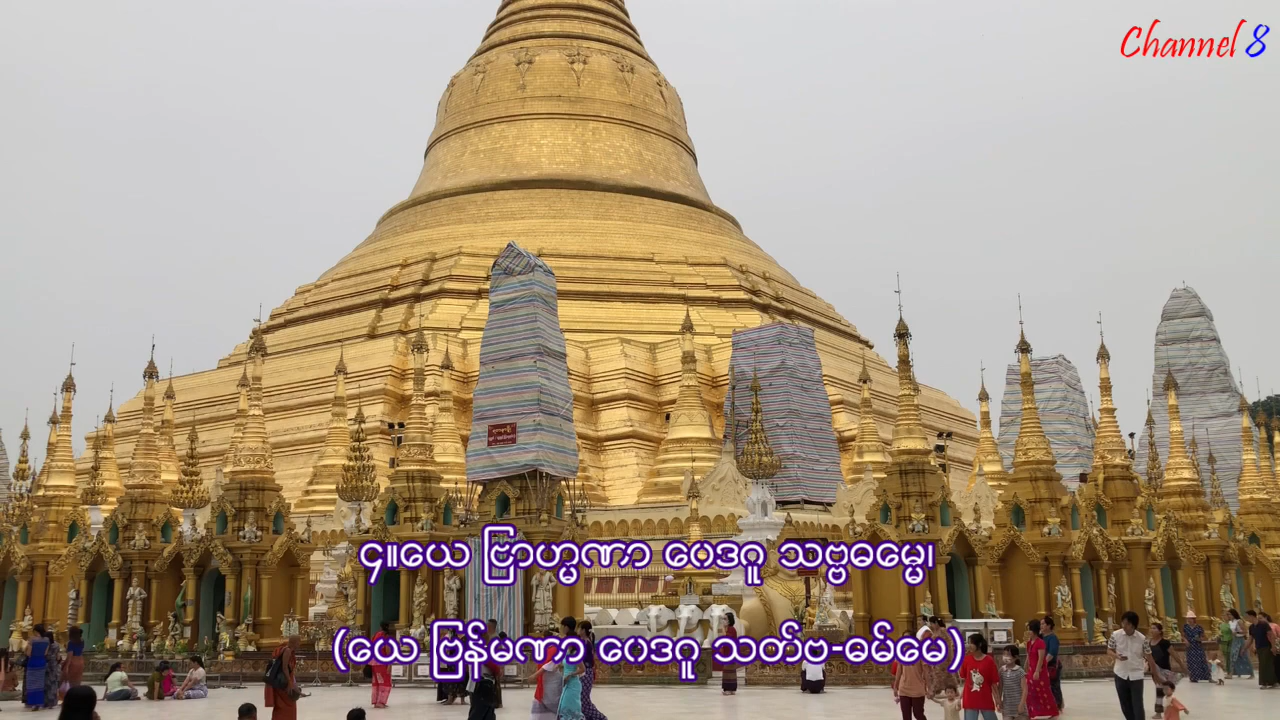 Channel 8
၄။ယေ ဗြာဟ္မဏာ ဝေဒဂူ သဗ္ဗဓမ္မေ၊
(ယေ ဗြန်မဏာ ဝေဒဂူ သတ်ဗ-ဓမ်မေ)